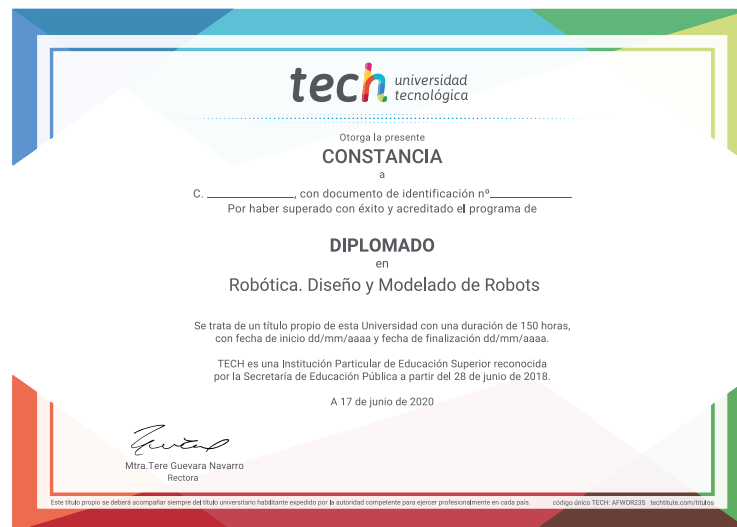 tech universidad
tecnológica
Otorga la presente
CONSTANCIA
a
C. ______________, con documento de identificación nº______________
Por haber superado con éxito y acreditado el programa de
DIPLOMADO
en
Robótica. Diseño y Modelado de Robots
Se trata de un título propio de esta Universidad con una duración de 150 horas,
con fecha de inicio dd/mm/aaaa y fecha de finalización dd/mm/aaaa.
TECH es una Institución Particular de Educación Superior reconocida
por la Secretaría de Educación Pública a partir del 28 de junio de 2018.
A 17 de junio de 2020
Mtra.Tere Guevara Navarro
Rectora
Este título propio se deberá acompañar siempre del título universitario habilitante expedido por la autoridad competente para ejercer profesionalmente en cada país. código único TECH: AFWOR235 techtitute.com/titulos